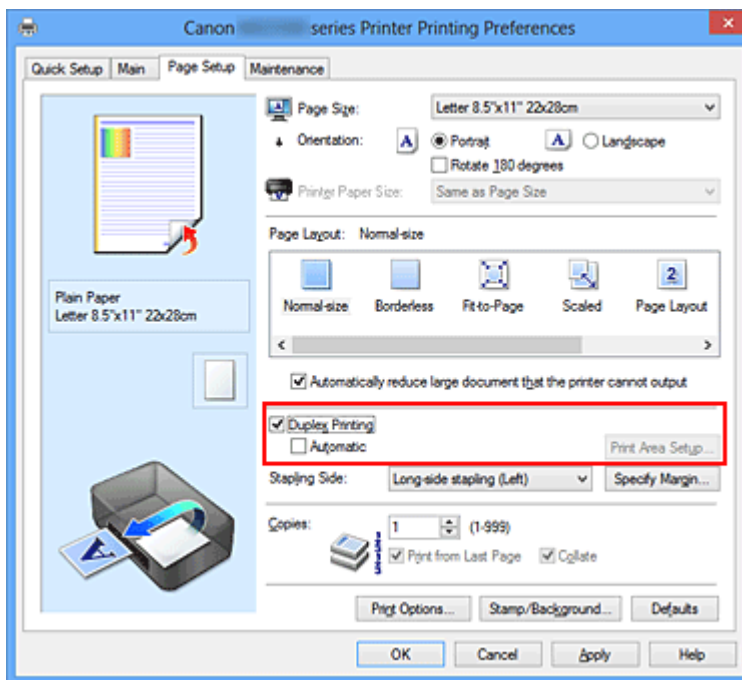 Canon series Printer Printing Preferences
Quick Setup Main Page Setup Maintenance
Page Size: Letter 8.5"x11" 22x28cm
Orientation: A Portrait A Landscape
Rotate 180 degrees
Printer Paper Size: Same as Page Size
Page Layout: Normal-size
2
Normal-size Borderless Fit-to-Page Scaled Page Layout
Plain Paper
Letter 8.5"x11" 22x28cm
Automatically reduce large document that the printer cannot output
Duplex Printing
Automatic Print Area Setup...
Stapling Side: Long-side stapling (Left) Specify Margin...
Copies: 1 (1-999)
Print from Last Page Collate
A
Print Options... Stamp/Background... Defaults
OK Cancel Apply Help